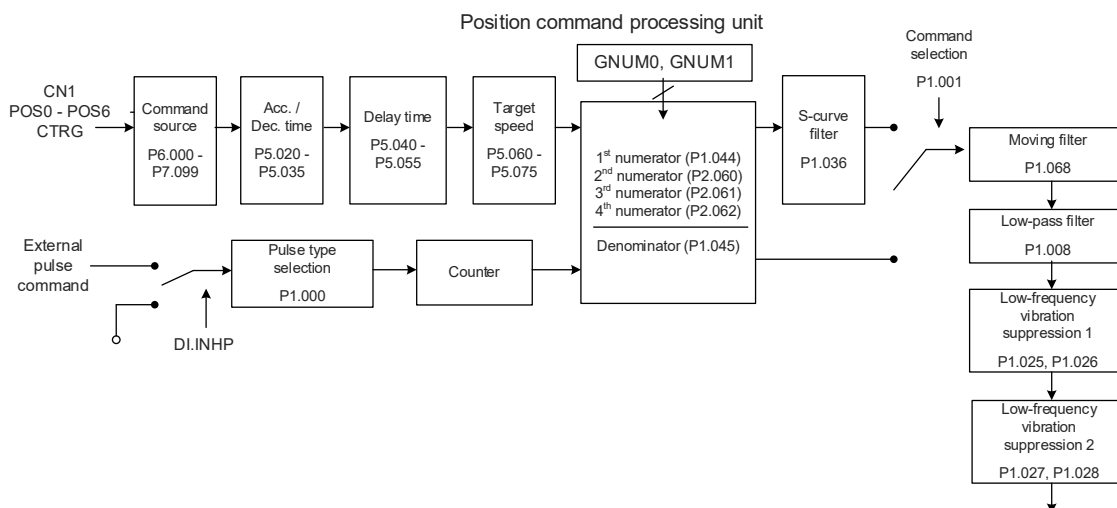 Position command processing unit
GNUM0, GNUM1
Command
selection
P1.001
CN1
POS0 - POS6
CTRG
Command
source
P6.000 -
P7.099
Acc. /
Dec. time
P5.020 -
P5.035
Delay time
P5.040 -
P5.055
Target
speed
P5.060 -
P5.075
1st numerator (P1.044)
2nd numerator (P2.060)
3rd numerator (P2.061)
4th numerator (P2.062)
Denominator (P1.045)
S-curve
filter
P1.036
Moving filter
P1.068
Low-pass filter
P1.008
Low-frequency
vibration
suppression 1
P1.025, P1.026
Low-frequency
vibration
suppression 2
P1.027, P1.028
External
pulse
command
DI.INHP
Pulse type
selection
P1.000
Counter